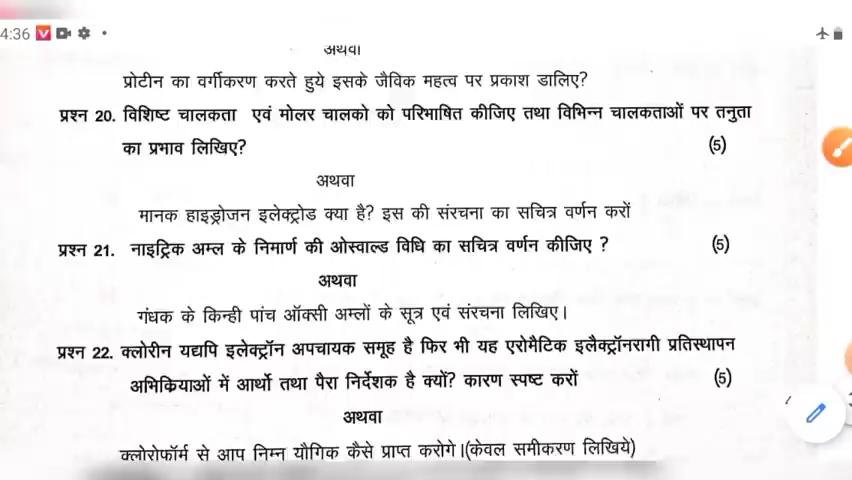 4:36
अथवा
प्रोटीन का वर्गीकरण करते हुये इसके जैविक महत्व पर प्रकाश डालिए?
प्रश्न 20. विशिष्ट चालकता एवं मोलर चालको को परिभाषित कीजिए तथा विभिन्न चालकताओं पर तनुता
का प्रभाव लिखिए? (5)
अथवा
मानक हाइड्रोजन इलेक्ट्रोड क्या है? इस की संरचना का सचित्र वर्णन करों
प्रश्न 21. नाइट्रिक अम्ल के निमार्ण की ओस्वाल्ड विधि का सचित्र वर्णन कीजिए ? (5)
अथवा
गंधक के किन्ही पांच ऑक्सी अम्लों के सूत्र एवं संरचना लिखिए।
प्रश्न 22. क्लोरीन यद्यपि इलेक्ट्रॉन अपचायक समूह है फिर भी यह एरोमैटिक इलैक्ट्रॉनरागी प्रतिस्थापन
अभिकियाओं में आर्थो तथा पैरा निर्देशक है क्यों? कारण स्पष्ट करों (5)
अथवा
क्लोरोफॉर्म से आप निम्न यौगिक कैसे प्राप्त करोगे।(केवल समीकरण लिखिये)